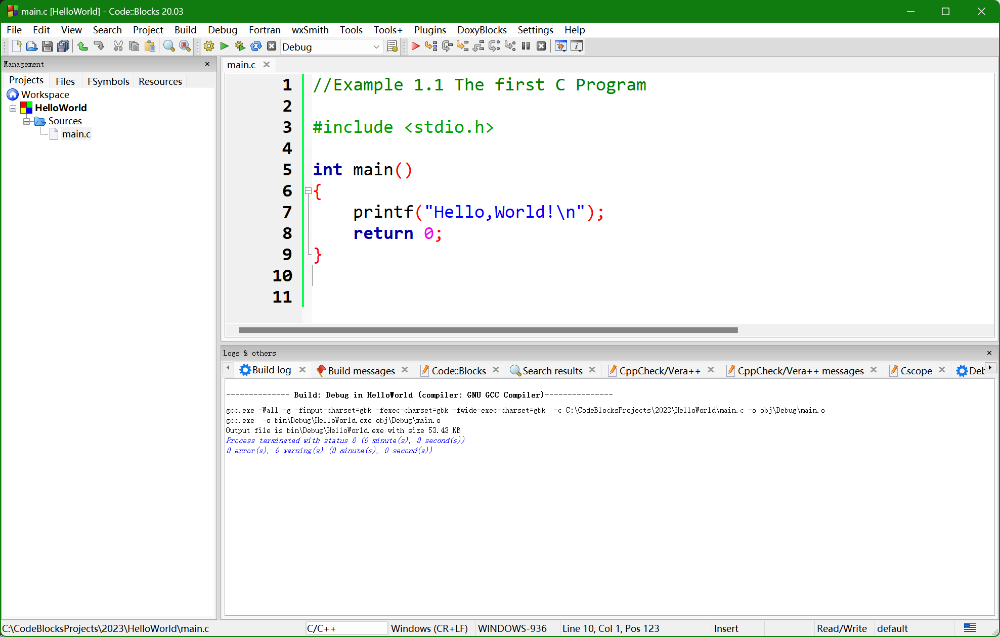 main.c [HelloWorld] - Code::Blocks 20.03
File Edit View Search Project Build Debug Fortran wxSmith Tools Tools+ Plugins DoxyBlocks Settings Help
Debug
Management
Projects Files FSymbols Resources
Workspace
HelloWorld
Sources
main.c
main.c
1 //Example 1.1 The first C Program
2
3 #include <stdio.h>
4
5 int main()
6 {
7     printf("Hello,World!\n");
8     return 0;
9 }
10
11
Logs & others
Build log Build messages Code::Blocks Search results CppCheck/Vera++ CppCheck/Vera++ messages Cscope Deb
-------------- Build: Debug in HelloWorld (compiler: GNU GCC Compiler)---------------
gcc.exe -Wall -g -finput-charset=gbk -fexec-charset=gbk -fwide-exec-charset=gbk  -c C:\CodeBlocksProjects\2023\HelloWorld\main.c -o obj\Debug\main.o
gcc.exe  -o bin\Debug\HelloWorld.exe obj\Debug\main.o
Output file is bin\Debug\HelloWorld.exe with size 53.43 KB
Process terminated with status 0 (0 minute(s), 0 second(s))
0 error(s), 0 warning(s) (0 minute(s), 0 second(s))
C:\CodeBlocksProjects\2023\HelloWorld\main.c C/C++ Windows (CR+LF) WINDOWS-936 Line 10, Col 1, Pos 123 Insert Read/Write default